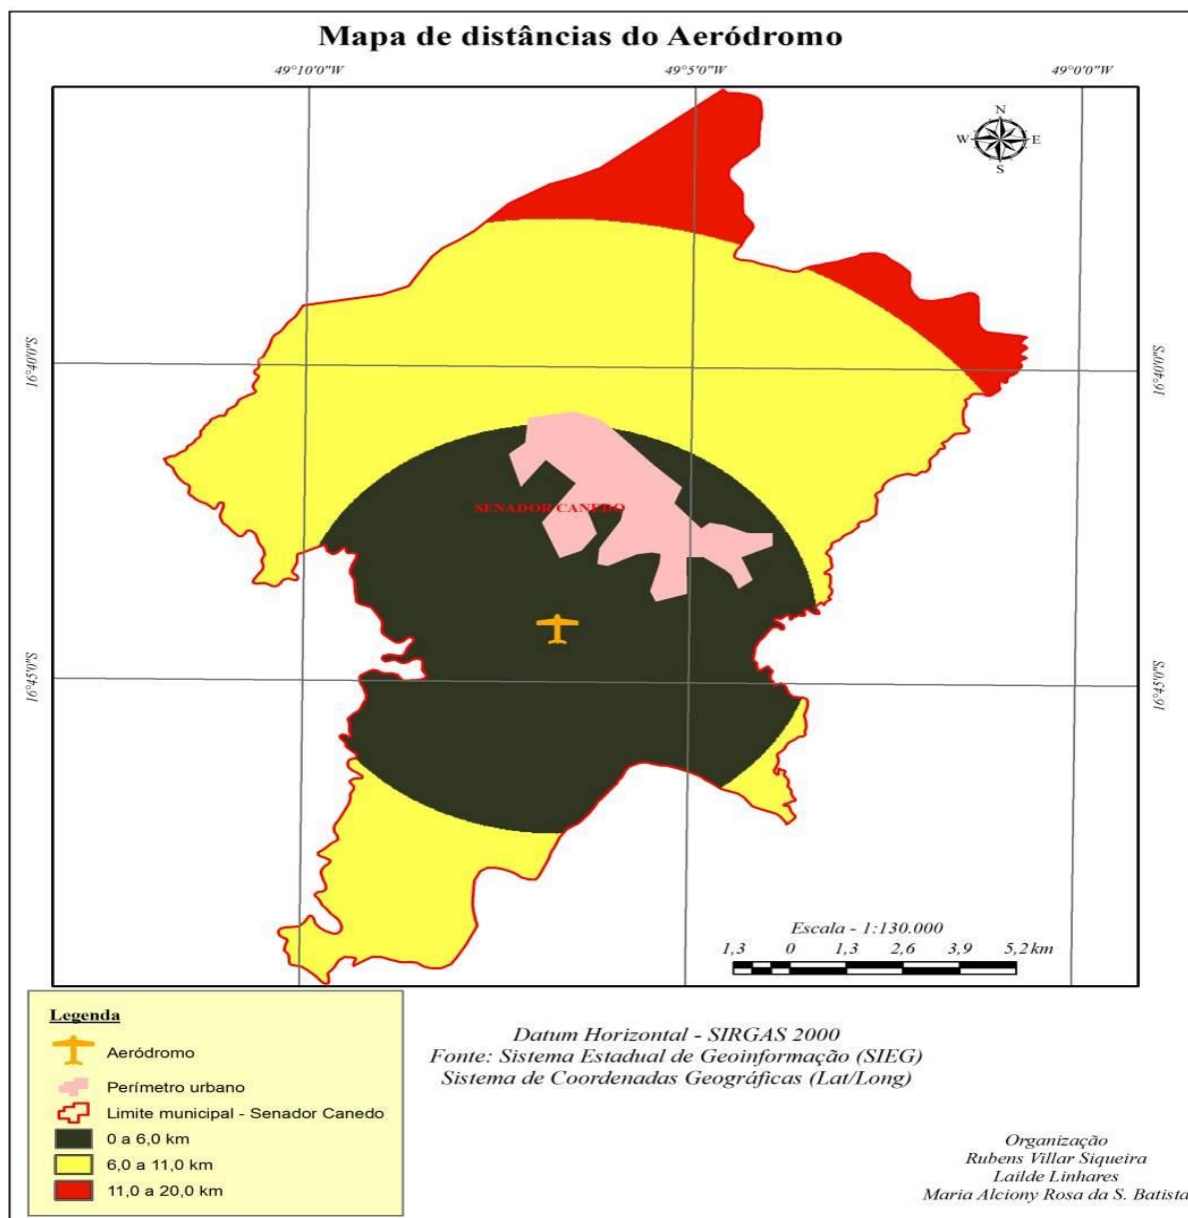 Mapa de distâncias do Aeródromo
49°10'0"W 49°5'0"W 49°0'0"W
N
W E
S
16°40'0"S 16°40'0"S
SENADOR CANEDO
16°45'0"S 16°45'0"S
Escala - 1:130.000
1,3 0 1,3 2,6 3,9 5,2 km
Legenda
Aeródromo
Perímetro urbano
Limite municipal - Senador Canedo
0 a 6,0 km
6,0 a 11,0 km
11,0 a 20,0 km
Datum Horizontal - SIRGAS 2000
Fonte: Sistema Estadual de Geoinformação (SIEG)
Sistema de Coordenadas Geográficas (Lat/Long)
Organização
Rubens Villar Siqueira
Lailde Linhares
Maria Alciony Rosa da S. Batista